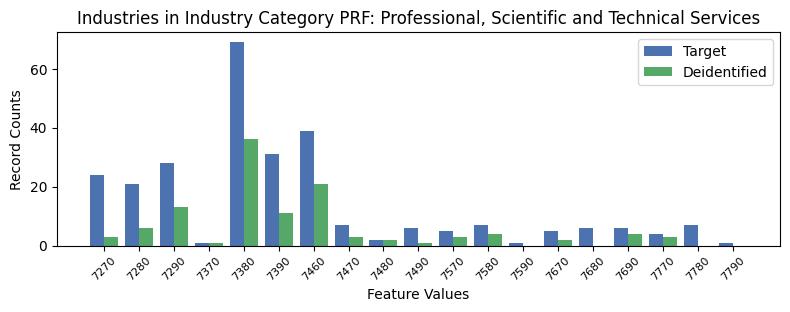 Industries in Industry Category PRF: Professional, Scientific and Technical Services
Target
Deidentified
Record Counts
60
40
20
0
7270 7280 7290 7370 7380 7390 7460 7470 7480 7490 7570 7580 7590 7670 7680 7690 7770 7780 7790
Feature Values